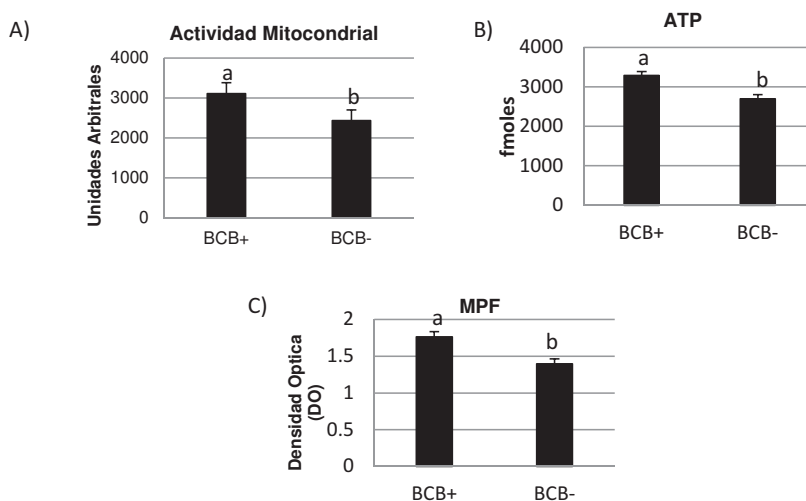 A)
Actividad Mitocondrial
Unidades Arbitrales
4000
3000
2000
1000
0
a
b
BCB+
BCB-
B)
ATP
fmoles
4000
3000
2000
1000
0
a
b
BCB+
BCB-
C)
MPF
Densidad Optica
(DO)
2
1.5
1
0.5
0
a
b
BCB+
BCB-